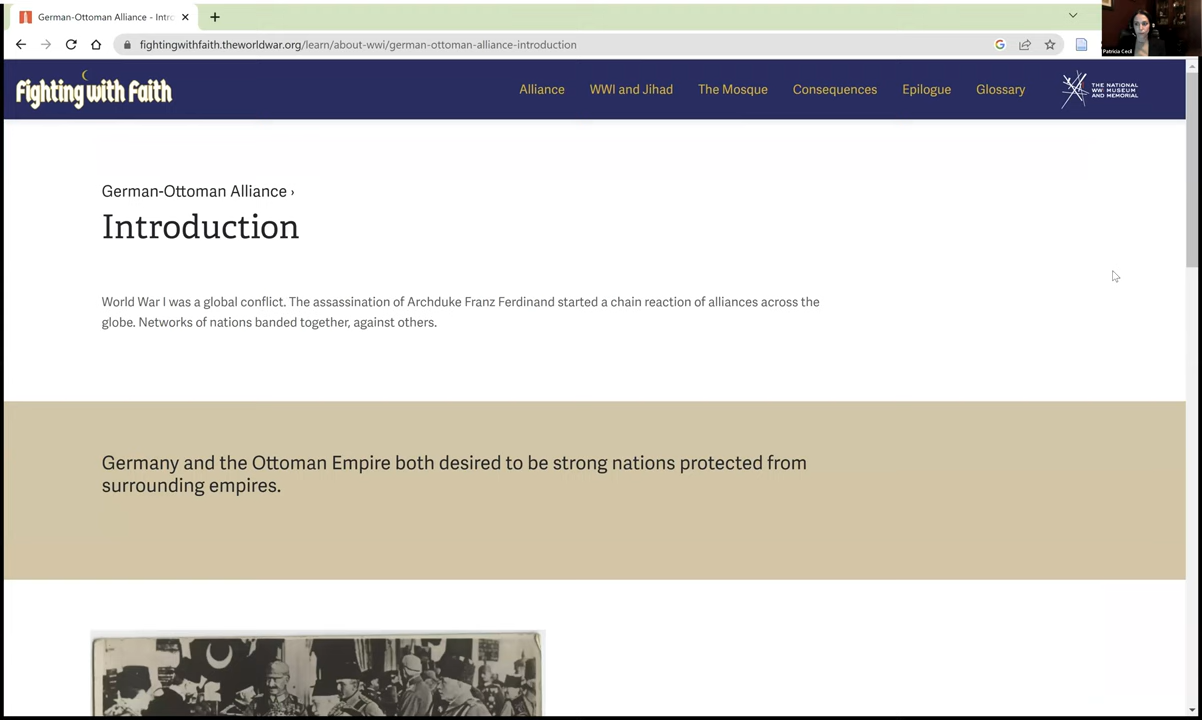 German-Ottoman Alliance - Intro
Patricia Cecil
fightingwithfaith.theworldwar.org/learn/about-wwi/german-ottoman-alliance-introduction
Fighting with Faith
Alliance
WWI and Jihad
The Mosque
Consequences
Epilogue
Glossary
THE NATIONAL
WWI MUSEUM
AND MEMORIAL
German-Ottoman Alliance ›
Introduction
World War I was a global conflict. The assassination of Archduke Franz Ferdinand started a chain reaction of alliances across the
globe. Networks of nations banded together, against others.
Germany and the Ottoman Empire both desired to be strong nations protected from
surrounding empires.